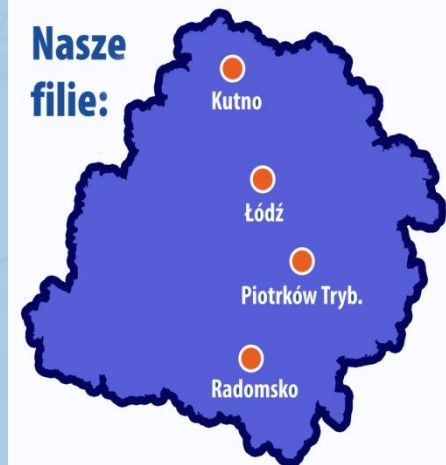 Nasze
filie:
Kutno
Łódź
Piotrków Tryb.
Radomsko